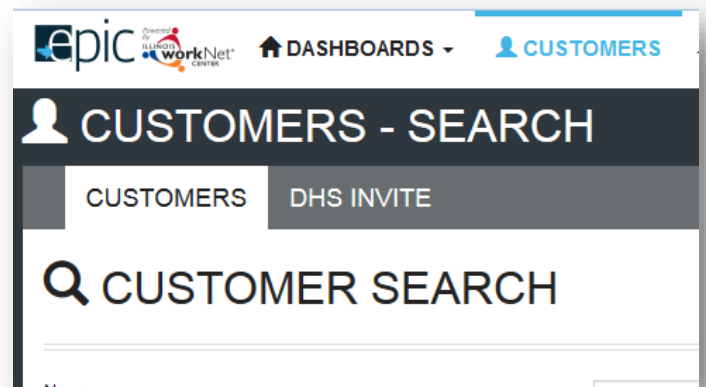 epic Powered by ILLINOIS workNet CENTER DASHBOARDS CUSTOMERS
CUSTOMERS - SEARCH
CUSTOMERS DHS INVITE
CUSTOMER SEARCH